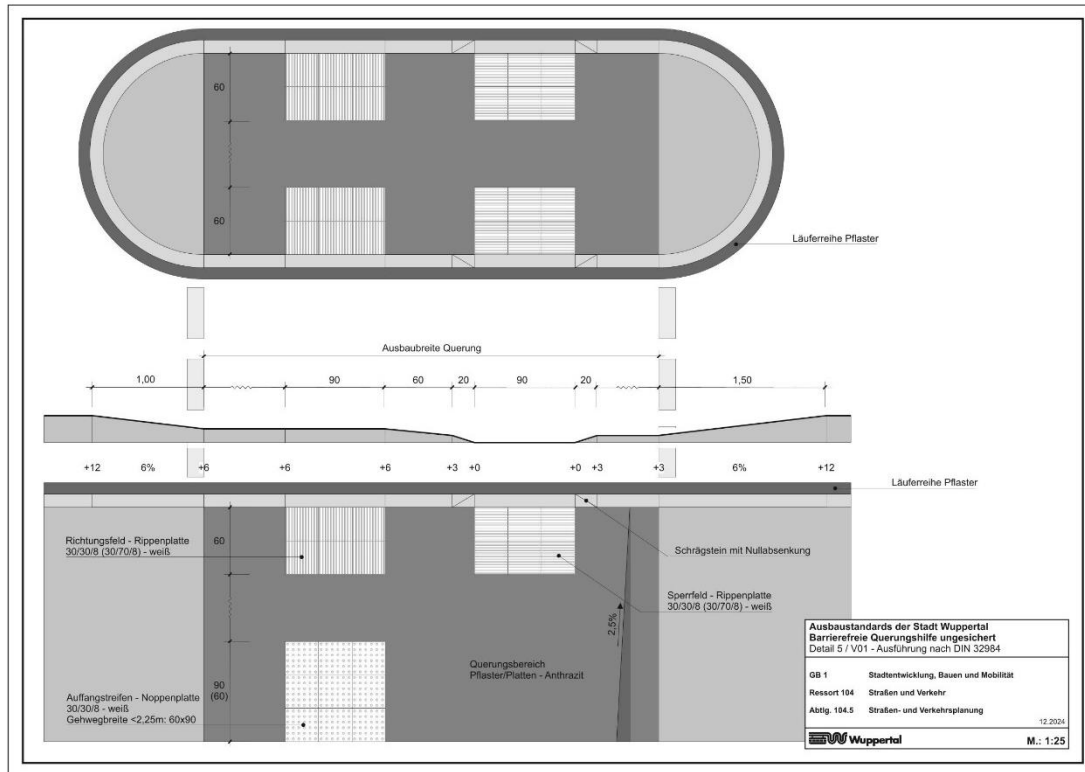 60
60
Läuferreihe Pflaster
Ausbaubreite Querung
1,00
90
60
20
90
20
1,50
+12
6%
+6
+6
+6
+3
+0
+0
+3
+3
6%
+12
Läuferreihe Pflaster
Richtungsfeld - Rippenplatte
30/30/8 (30/70/8) - weiß
60
Schrägstein mit Nullabsenkung
Sperrfeld - Rippenplatte
30/30/8 (30/70/8) - weiß
2,5%
Querungsbereich
Pflaster/Platten - Anthrazit
Auffangstreifen - Noppenplatte
30/30/8 - weiß
Gehwegbreite <2,25m: 60x90
90
(60)
Ausbaustandards der Stadt Wuppertal
Barrierefreie Querungshilfe ungesichert
Detail 5 / V01 - Ausführung nach DIN 32984
GB 1 Stadtentwicklung, Bauen und Mobilität
Ressort 104 Straßen und Verkehr
Abtlg. 104.5 Straßen- und Verkehrsplanung
12.2024
Wuppertal
M.: 1:25